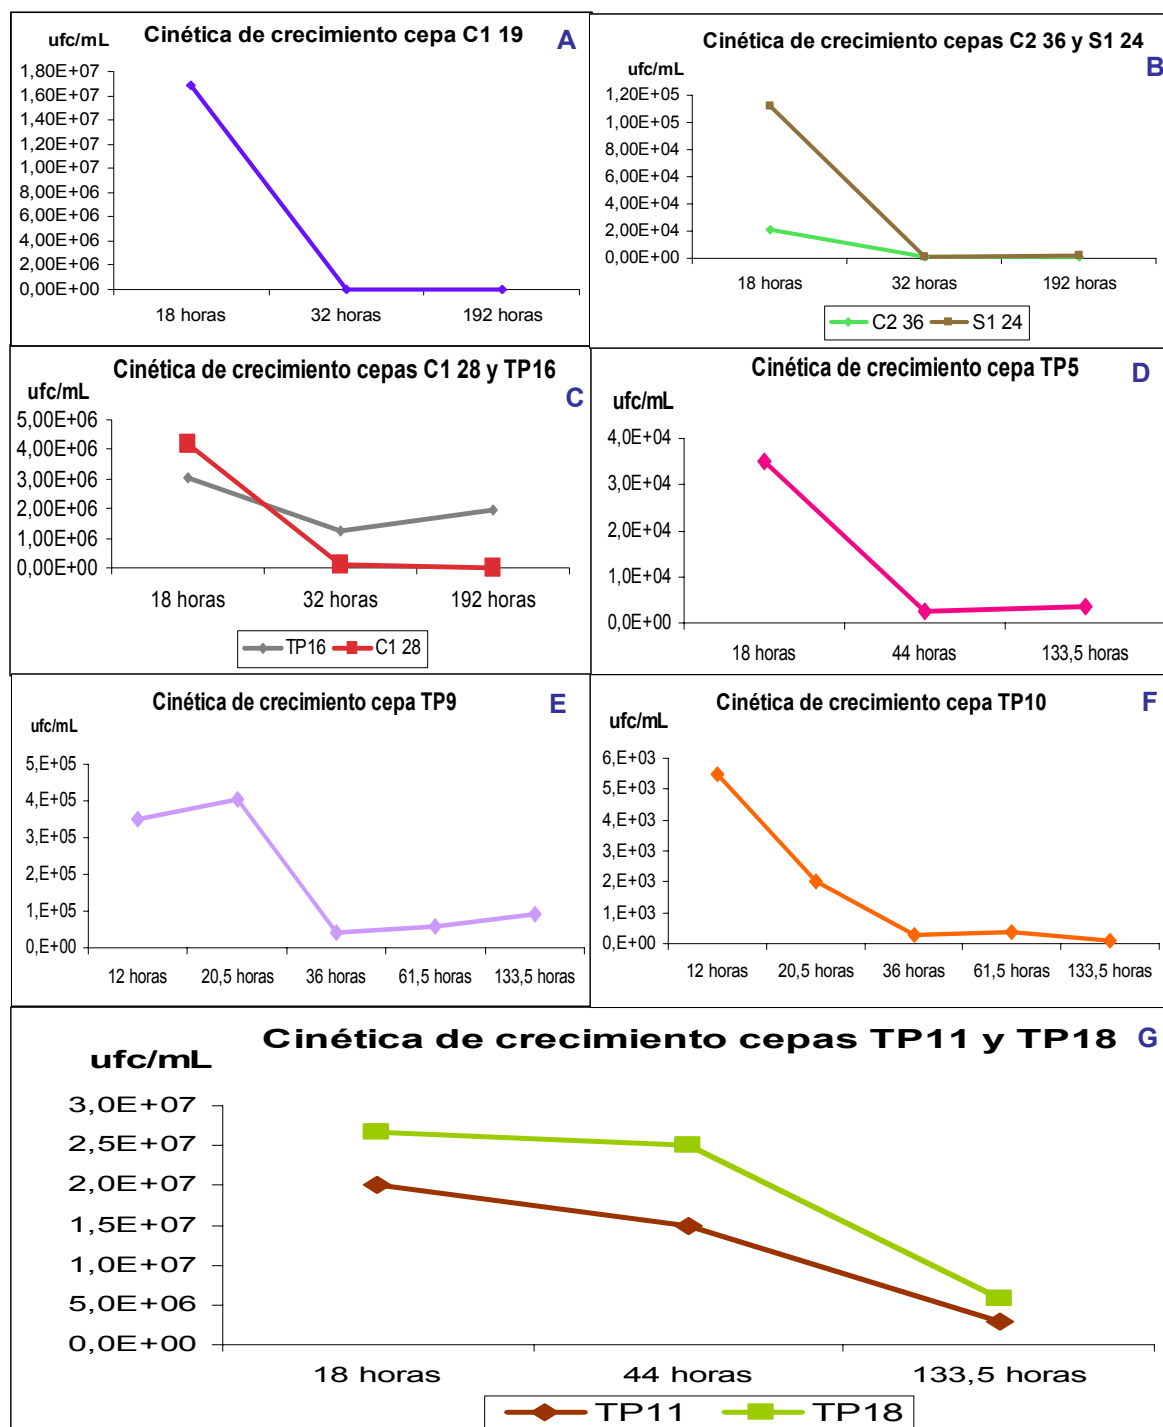 Cinética de crecimiento cepa C1 19
A
ufc/mL
1,80E+07
1,60E+07
1,40E+07
1,20E+07
1,00E+07
8,00E+06
6,00E+06
4,00E+06
2,00E+06
0,00E+00
18 horas 32 horas 192 horas
Cinética de crecimiento cepas C2 36 y S1 24
B
ufc/mL
1,20E+05
1,00E+05
8,00E+04
6,00E+04
4,00E+04
2,00E+04
0,00E+00
18 horas 32 horas 192 horas
C2 36 S1 24
Cinética de crecimiento cepas C1 28 y TP16
C
ufc/mL
5,00E+06
4,00E+06
3,00E+06
2,00E+06
1,00E+06
0,00E+00
18 horas 32 horas 192 horas
TP16 C1 28
Cinética de crecimiento cepa TP5
D
ufc/mL
4,0E+04
3,0E+04
2,0E+04
1,0E+04
0,0E+00
18 horas 44 horas 133,5 horas
Cinética de crecimiento cepa TP9
E
ufc/mL
5,E+05
4,E+05
3,E+05
2,E+05
1,E+05
0,E+00
12 horas 20,5 horas 36 horas 61,5 horas 133,5 horas
Cinética de crecimiento cepa TP10
F
ufc/mL
6,E+03
5,E+03
4,E+03
3,E+03
2,E+03
1,E+03
0,E+00
12 horas 20,5 horas 36 horas 61,5 horas 133,5 horas
Cinética de crecimiento cepas TP11 y TP18
G
ufc/mL
3,0E+07
2,5E+07
2,0E+07
1,5E+07
1,0E+07
5,0E+06
0,0E+00
18 horas 44 horas 133,5 horas
TP11 TP18